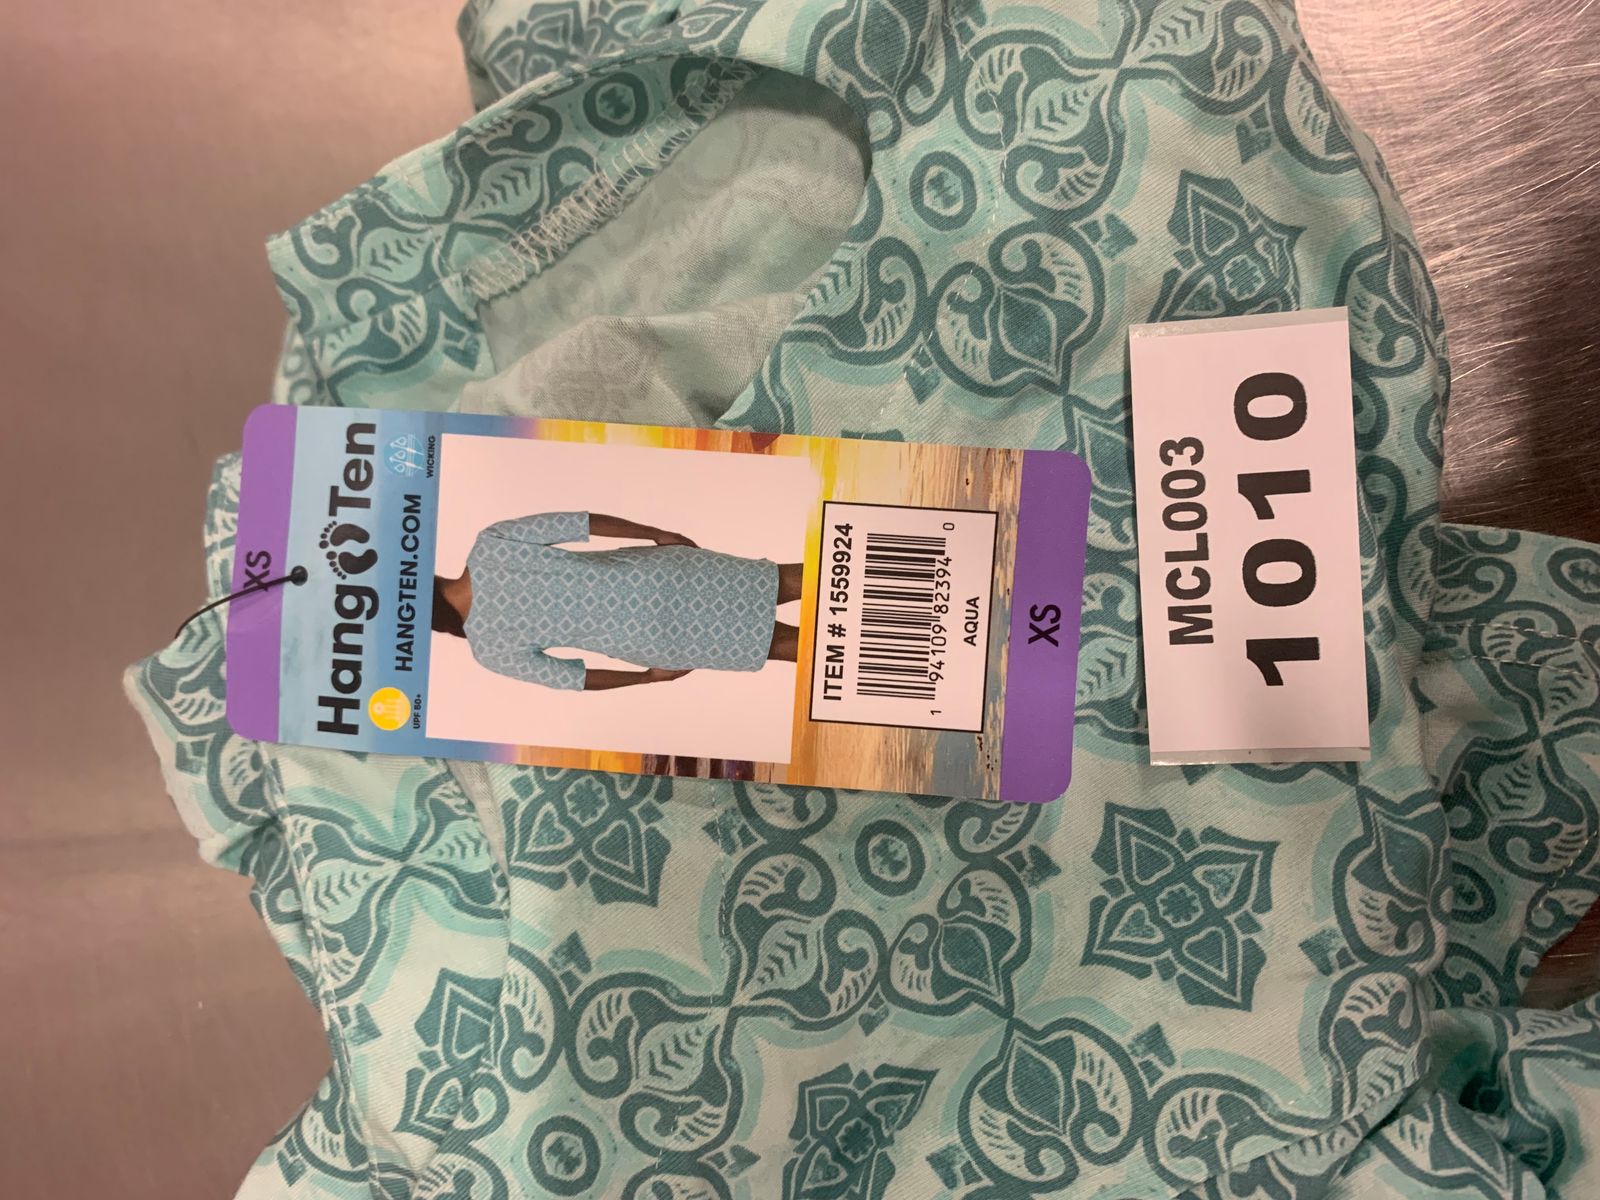 XS
Hang Ten
UPF 50+
HANGTEN.COM
WICKING
ITEM # 1559924
1 94109 82394 0
AQUA
XS
MCL003
1010